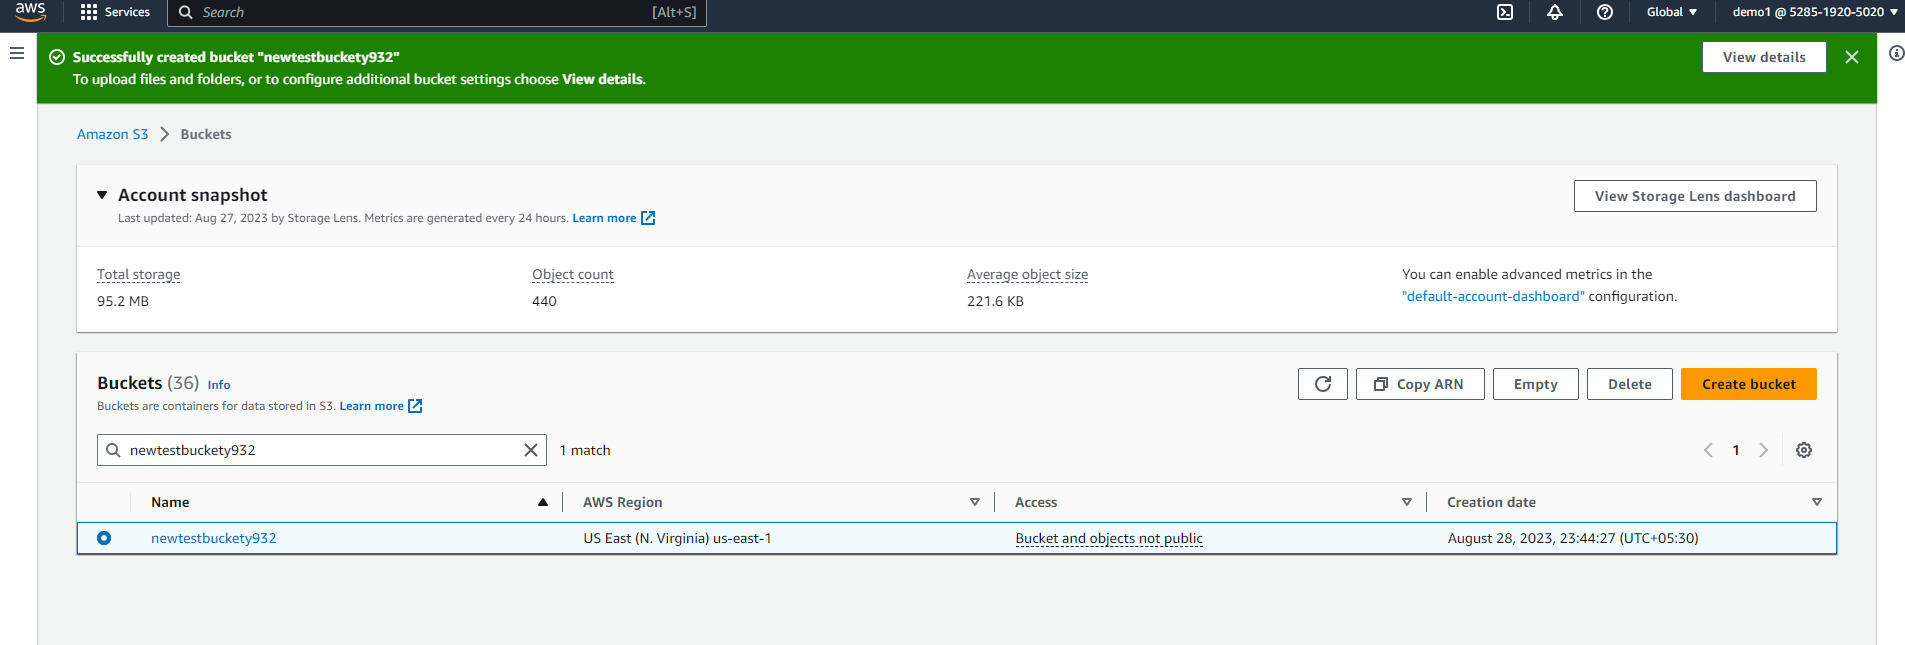 aws
Services
Search
[Alt+S]
Global
demo1 @ 5285-1920-5020
Successfully created bucket "newtestbuckety932"
To upload files and folders, or to configure additional bucket settings choose View details.
View details
Amazon S3
Buckets
Account snapshot
Last updated: Aug 27, 2023 by Storage Lens. Metrics are generated every 24 hours. Learn more
View Storage Lens dashboard
Total storage
95.2 MB
Object count
440
Average object size
221.6 KB
You can enable advanced metrics in the
"default-account-dashboard" configuration.
Buckets (36) Info
Buckets are containers for data stored in S3. Learn more
Copy ARN
Empty
Delete
Create bucket
newtestbuckety932
1 match
1
Name
AWS Region
Access
Creation date
newtestbuckety932
US East (N. Virginia) us-east-1
Bucket and objects not public
August 28, 2023, 23:44:27 (UTC+05:30)